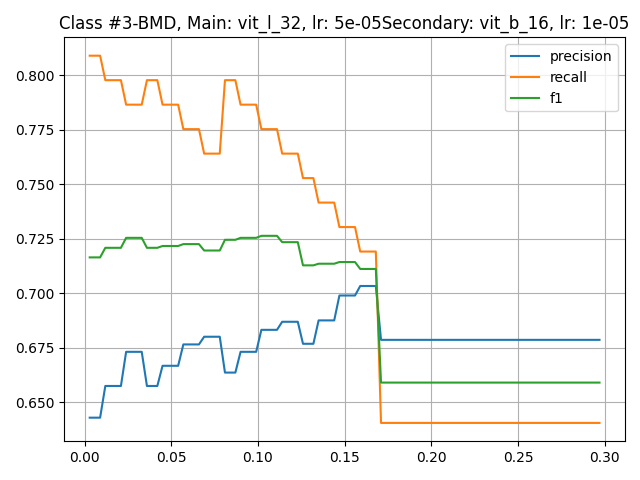 Class #3-BMD, Main: vit_l_32, lr: 5e-05Secondary: vit_b_16, lr: 1e-05
precision
recall
f1
0.800
0.775
0.750
0.725
0.700
0.675
0.650
0.00 0.05 0.10 0.15 0.20 0.25 0.30